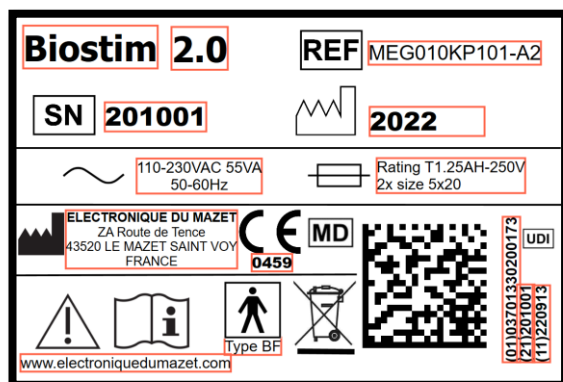 Biostim 2.0
REF MEG010KP101-A2
SN 201001
2022
110-230VAC 55VA
50-60Hz
Rating T1.25AH-250V
2x size 5x20
ELECTRONIQUE DU MAZET
ZA Route de Tence
43520 LE MAZET SAINT VOY
FRANCE
CE
0459
MD
UDI
(01)03701330200173
(21)201001
(11)220913
Type BF
www.electroniquedumazet.com